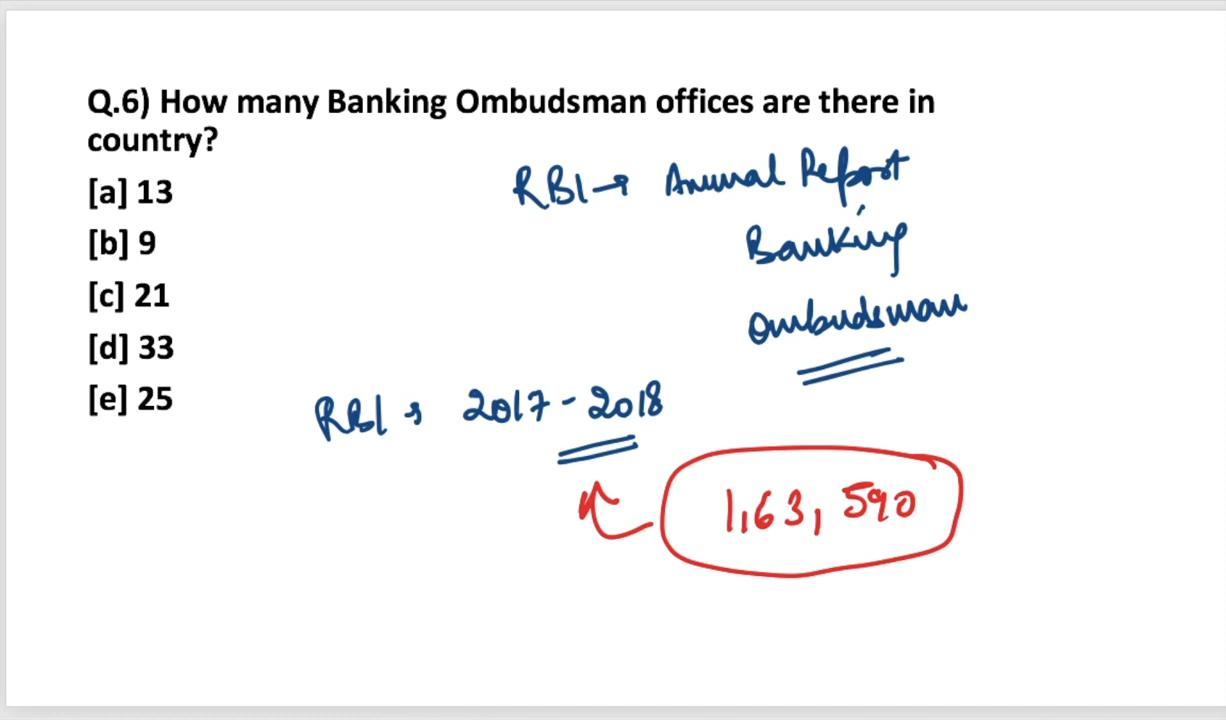 Q.6) How many Banking Ombudsman offices are there in
country?
[a] 13
[b] 9
[c] 21
[d] 33
[e] 25
RBI → Annual Report
Banking
Ombudsman
RBI → 2017 - 2018
1,63,590